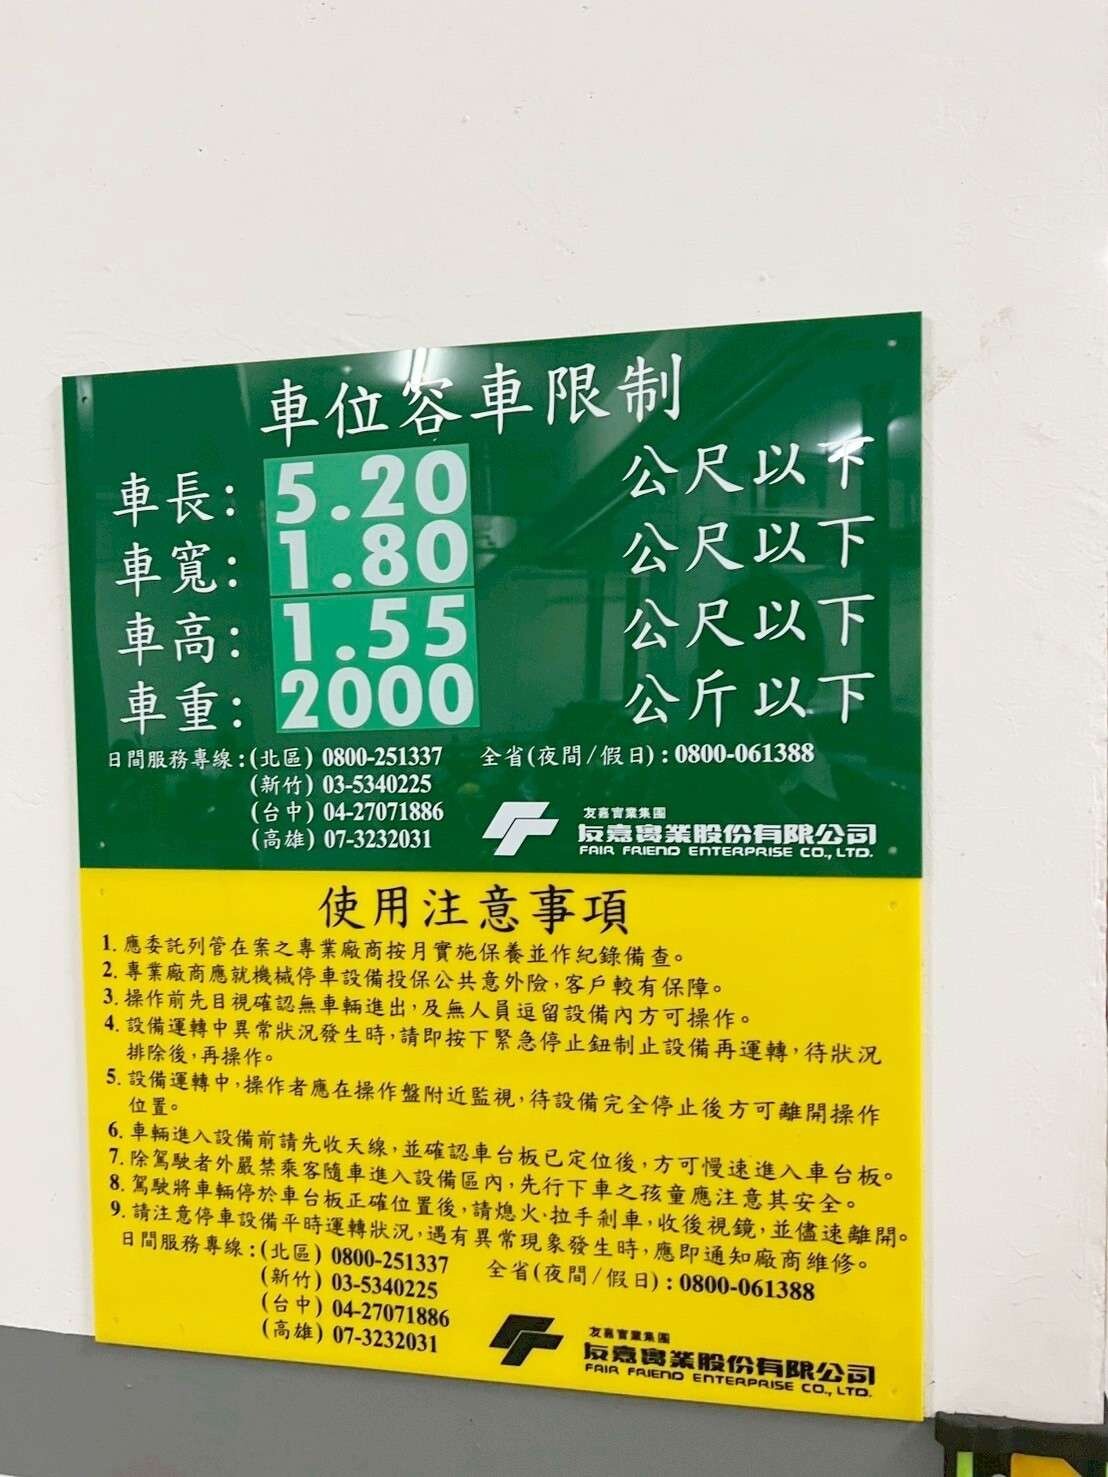 車位容車限制
車長: 5.20 公尺以下
車寬: 1.80 公尺以下
車高: 1.55 公尺以下
車重: 2000 公斤以下
日間服務專線:(北區) 0800-251337 全省(夜間/假日):0800-061388
(新竹) 03-5340225
(台中) 04-27071886
(高雄) 07-3232031
友嘉實業集團
友嘉實業股份有限公司
FAIR FRIEND ENTERPRISE CO., LTD.
使用注意事項
1. 應委託列管在案之專業廠商按月實施保養並作紀錄備查。
2. 專業廠商應就機械停車設備投保公共意外險,客戶較有保障。
3. 操作前先目視確認無車輛進出,及無人員逗留設備內方可操作。
4. 設備運轉中異常狀況發生時,請即按下緊急停止鈕制止設備再運轉,待狀況
排除後,再操作。
5. 設備運轉中,操作者應在操作盤附近監視,待設備完全停止後方可離開操作
位置。
6. 車輛進入設備前請先收天線,並確認車台板已定位後,方可慢速進入車台板。
7. 除駕駛者外嚴禁乘客隨車進入設備區內,先行下車之孩童應注意其安全。
8. 駕駛將車輛停於車台板正確位置後,請熄火、拉手剎車,收後視鏡,並儘速離開。
9. 請注意停車設備平時運轉狀況,遇有異常現象發生時,應即通知廠商維修。
日間服務專線:(北區) 0800-251337 全省(夜間/假日):0800-061388
(新竹) 03-5340225
(台中) 04-27071886
(高雄) 07-3232031
友嘉實業集團
友嘉實業股份有限公司
FAIR FRIEND ENTERPRISE CO., LTD.